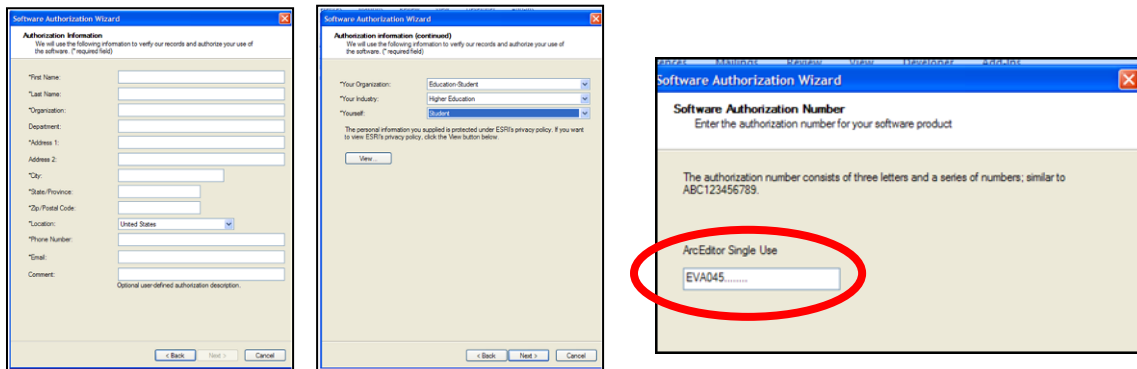 Software Authorization Wizard
Authorization Information
We will use the following information to verify our records and authorize your use of
the software. (* required field)
*First Name:
*Last Name:
*Organization:
Department:
*Address 1:
Address 2:
*City:
*State/Province:
*Zip/Postal Code:
*Location:
United States
*Phone Number:
*Email:
Comment:
Optional user-defined authorization description.
< Back
Next >
Cancel
Software Authorization Wizard
Authorization information (continued)
We will use the following information to verify our records and authorize your use of
the software. (* required field)
*Your Organization:
Education-Student
*Your Industry:
Higher Education
*Yourself:
Student
The personal information you supplied is protected under ESRI's privacy policy. If you want
to view ESRI's privacy policy, click the View button below.
View...
< Back
Next >
Cancel
Mailings Review View Developer Add-Ins
Software Authorization Wizard
Software Authorization Number
Enter the authorization number for your software product
The authorization number consists of three letters and a series of numbers; similar to
ABC123456789.
ArcEditor Single Use
EVA045........